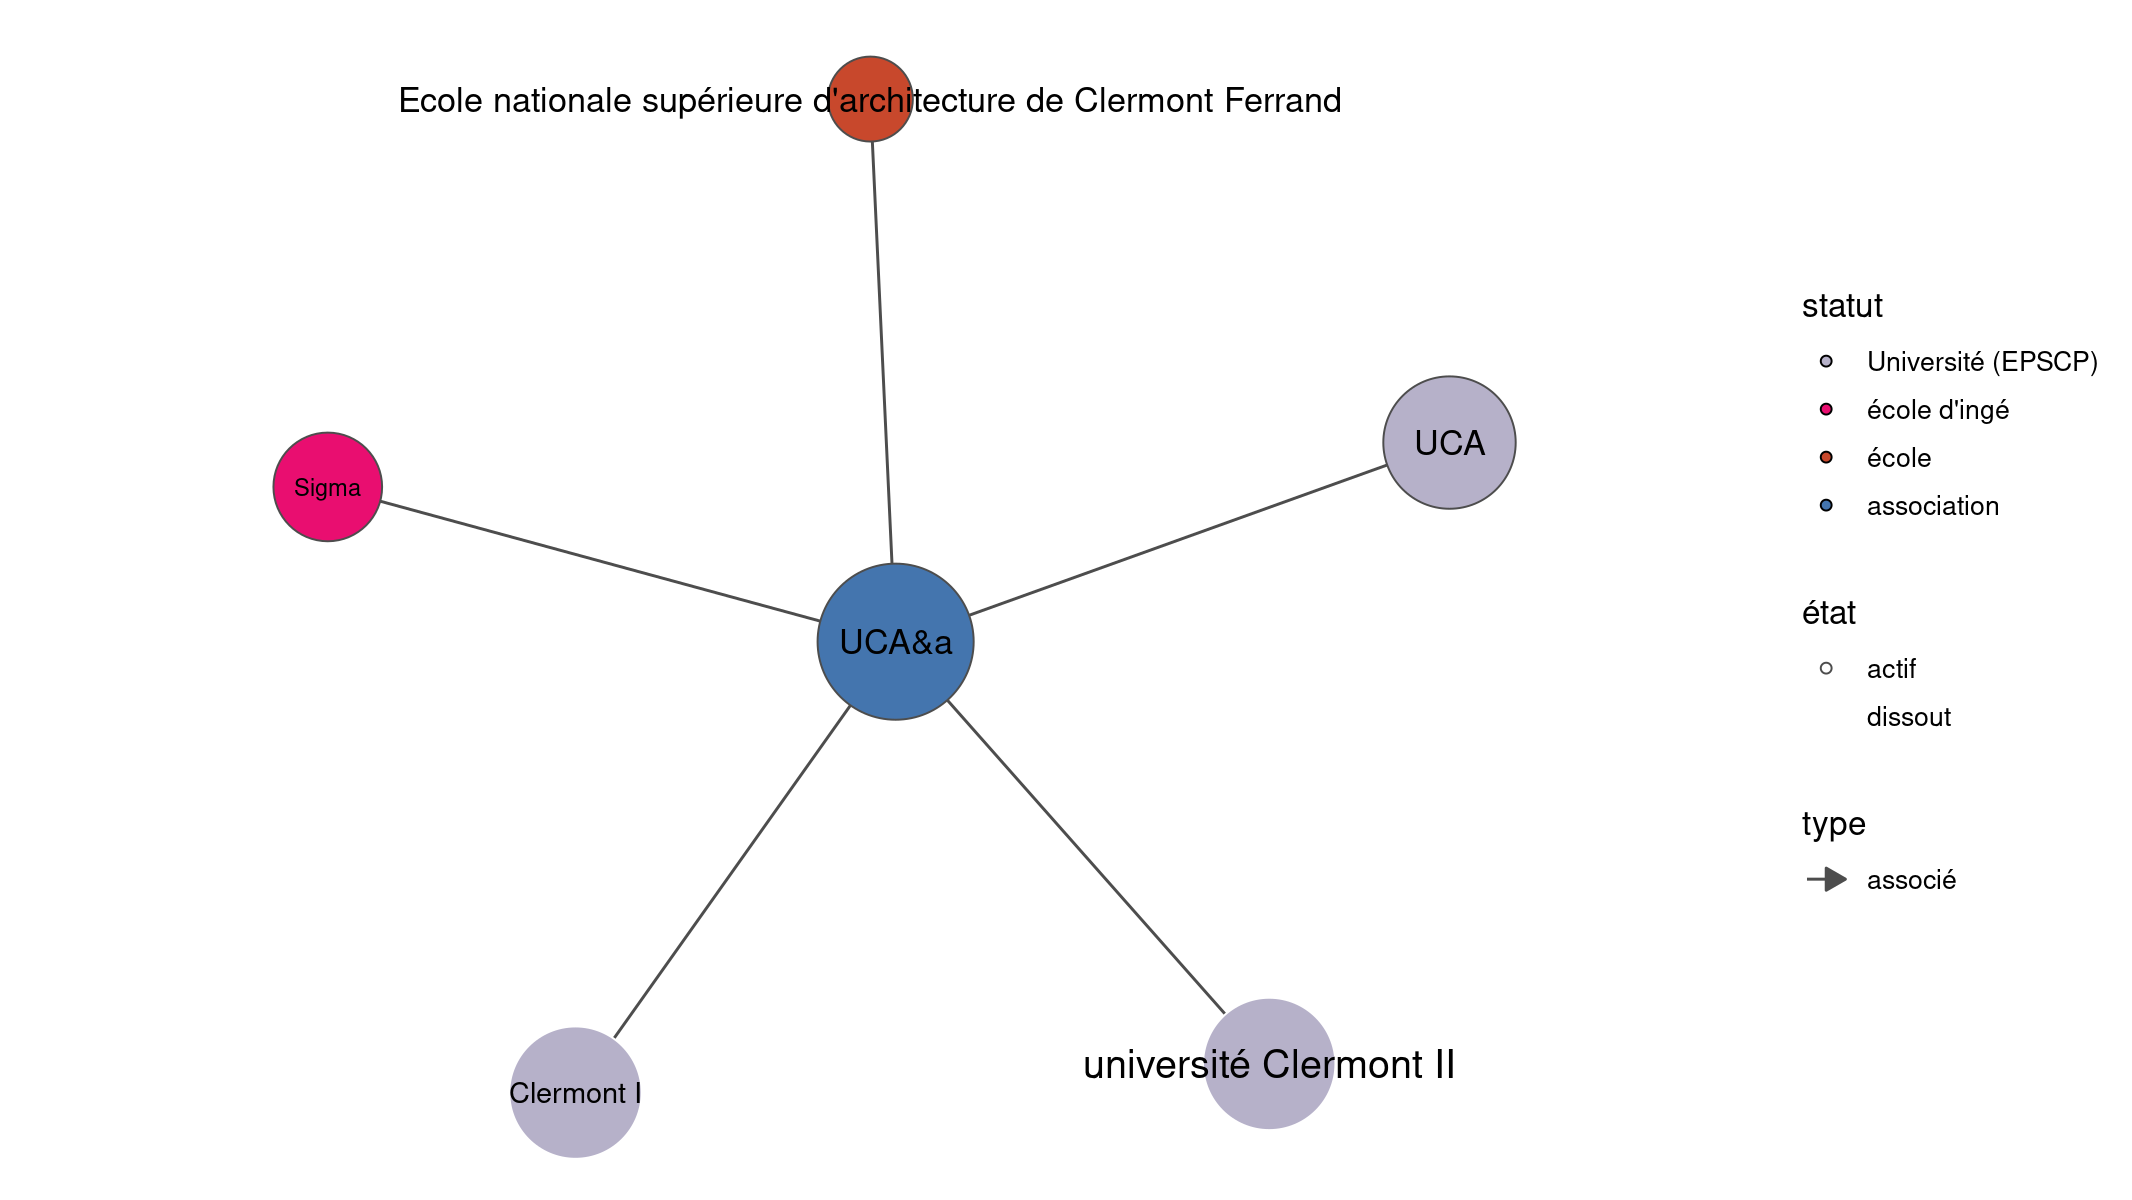 Ecole nationale supérieure d'architecture de Clermont Ferrand
UCA
Sigma
UCA&a
université Clermont II
Clermont I
statut
Université (EPSCP)
école d'ingé
école
association
état
actif
dissout
type
associé